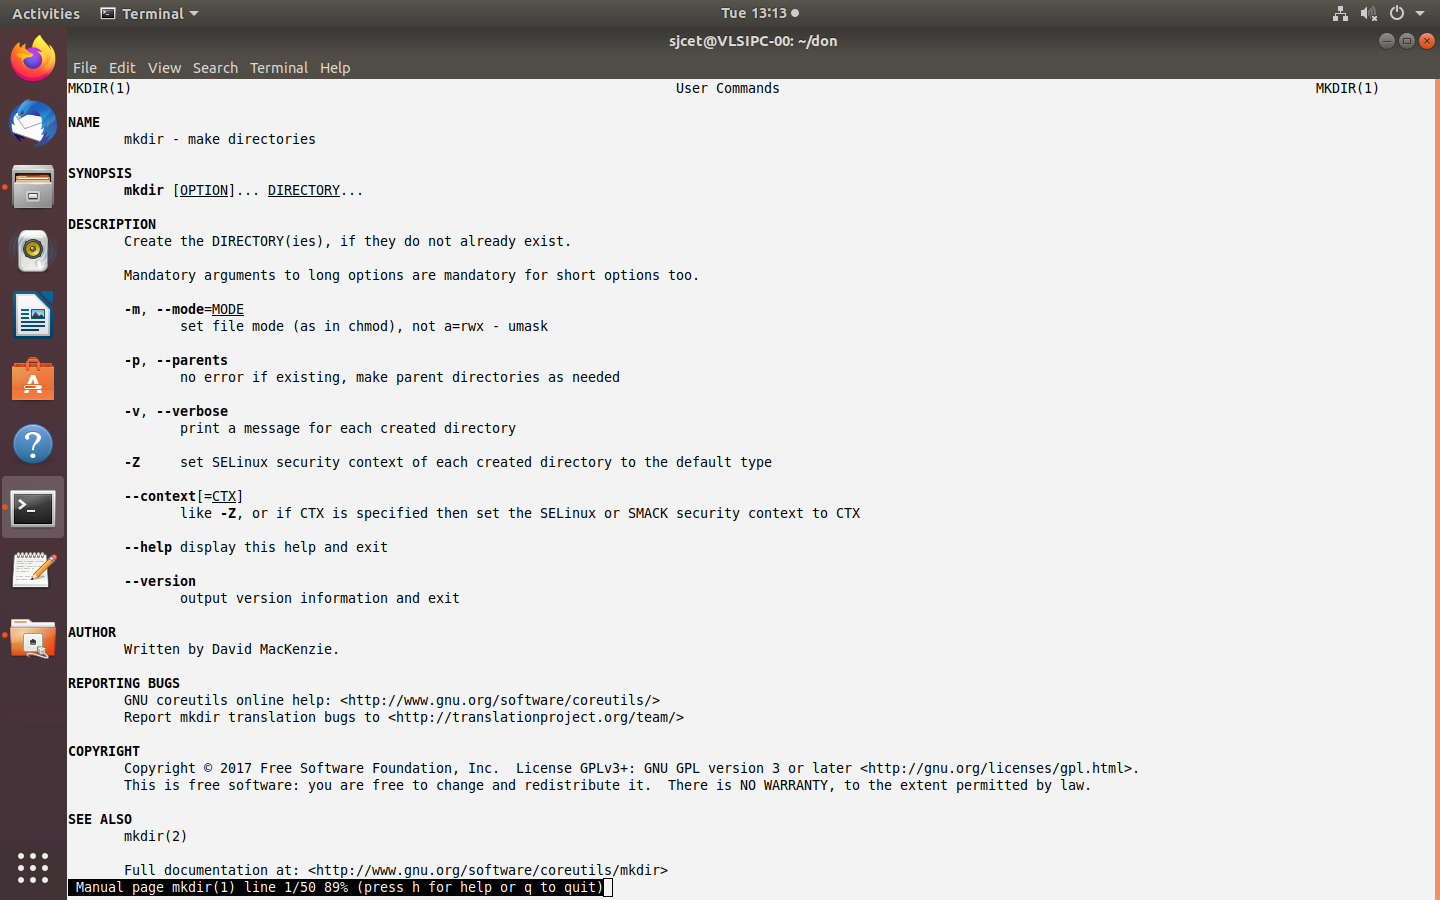 Activities Terminal Tue 13:13
sjcet@VLSIPC-00: ~/don
File Edit View Search Terminal Help
MKDIR(1) User Commands MKDIR(1)
NAME
mkdir - make directories
SYNOPSIS
mkdir [OPTION]... DIRECTORY...
DESCRIPTION
Create the DIRECTORY(ies), if they do not already exist.
Mandatory arguments to long options are mandatory for short options too.
-m, --mode=MODE
set file mode (as in chmod), not a=rwx - umask
-p, --parents
no error if existing, make parent directories as needed
-v, --verbose
print a message for each created directory
-Z set SELinux security context of each created directory to the default type
--context[=CTX]
like -Z, or if CTX is specified then set the SELinux or SMACK security context to CTX
--help display this help and exit
--version
output version information and exit
AUTHOR
Written by David MacKenzie.
REPORTING BUGS
GNU coreutils online help: <http://www.gnu.org/software/coreutils/>
Report mkdir translation bugs to <http://translationproject.org/team/>
COPYRIGHT
Copyright © 2017 Free Software Foundation, Inc. License GPLv3+: GNU GPL version 3 or later <http://gnu.org/licenses/gpl.html>.
This is free software: you are free to change and redistribute it. There is NO WARRANTY, to the extent permitted by law.
SEE ALSO
mkdir(2)
Full documentation at: <http://www.gnu.org/software/coreutils/mkdir>
Manual page mkdir(1) line 1/50 89% (press h for help or q to quit)